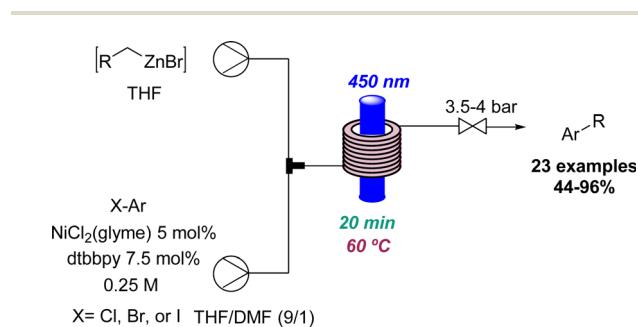 [R ZnBr]
THF
X-Ar
NiCl₂(glyme) 5 mol%
dtbbpy 7.5 mol%
0.25 M
X= Cl, Br, or I THF/DMF (9/1)
450 nm
20 min
60 ºC
3.5-4 bar
Ar R
23 examples
44-96%